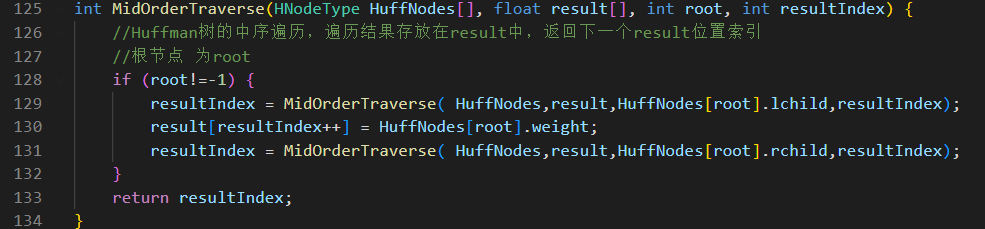 125 int MidOrderTraverse(HNodeType HuffNodes[], float result[], int root, int resultIndex) {
126 //Huffman树的中序遍历，遍历结果存放在result中，返回下一个result位置索引
127 //根节点 为root
128 if (root!=-1) {
129 resultIndex = MidOrderTraverse( HuffNodes,result,HuffNodes[root].lchild,resultIndex);
130 result[resultIndex++] = HuffNodes[root].weight;
131 resultIndex = MidOrderTraverse( HuffNodes,result,HuffNodes[root].rchild,resultIndex);
132 }
133 return resultIndex;
134 }